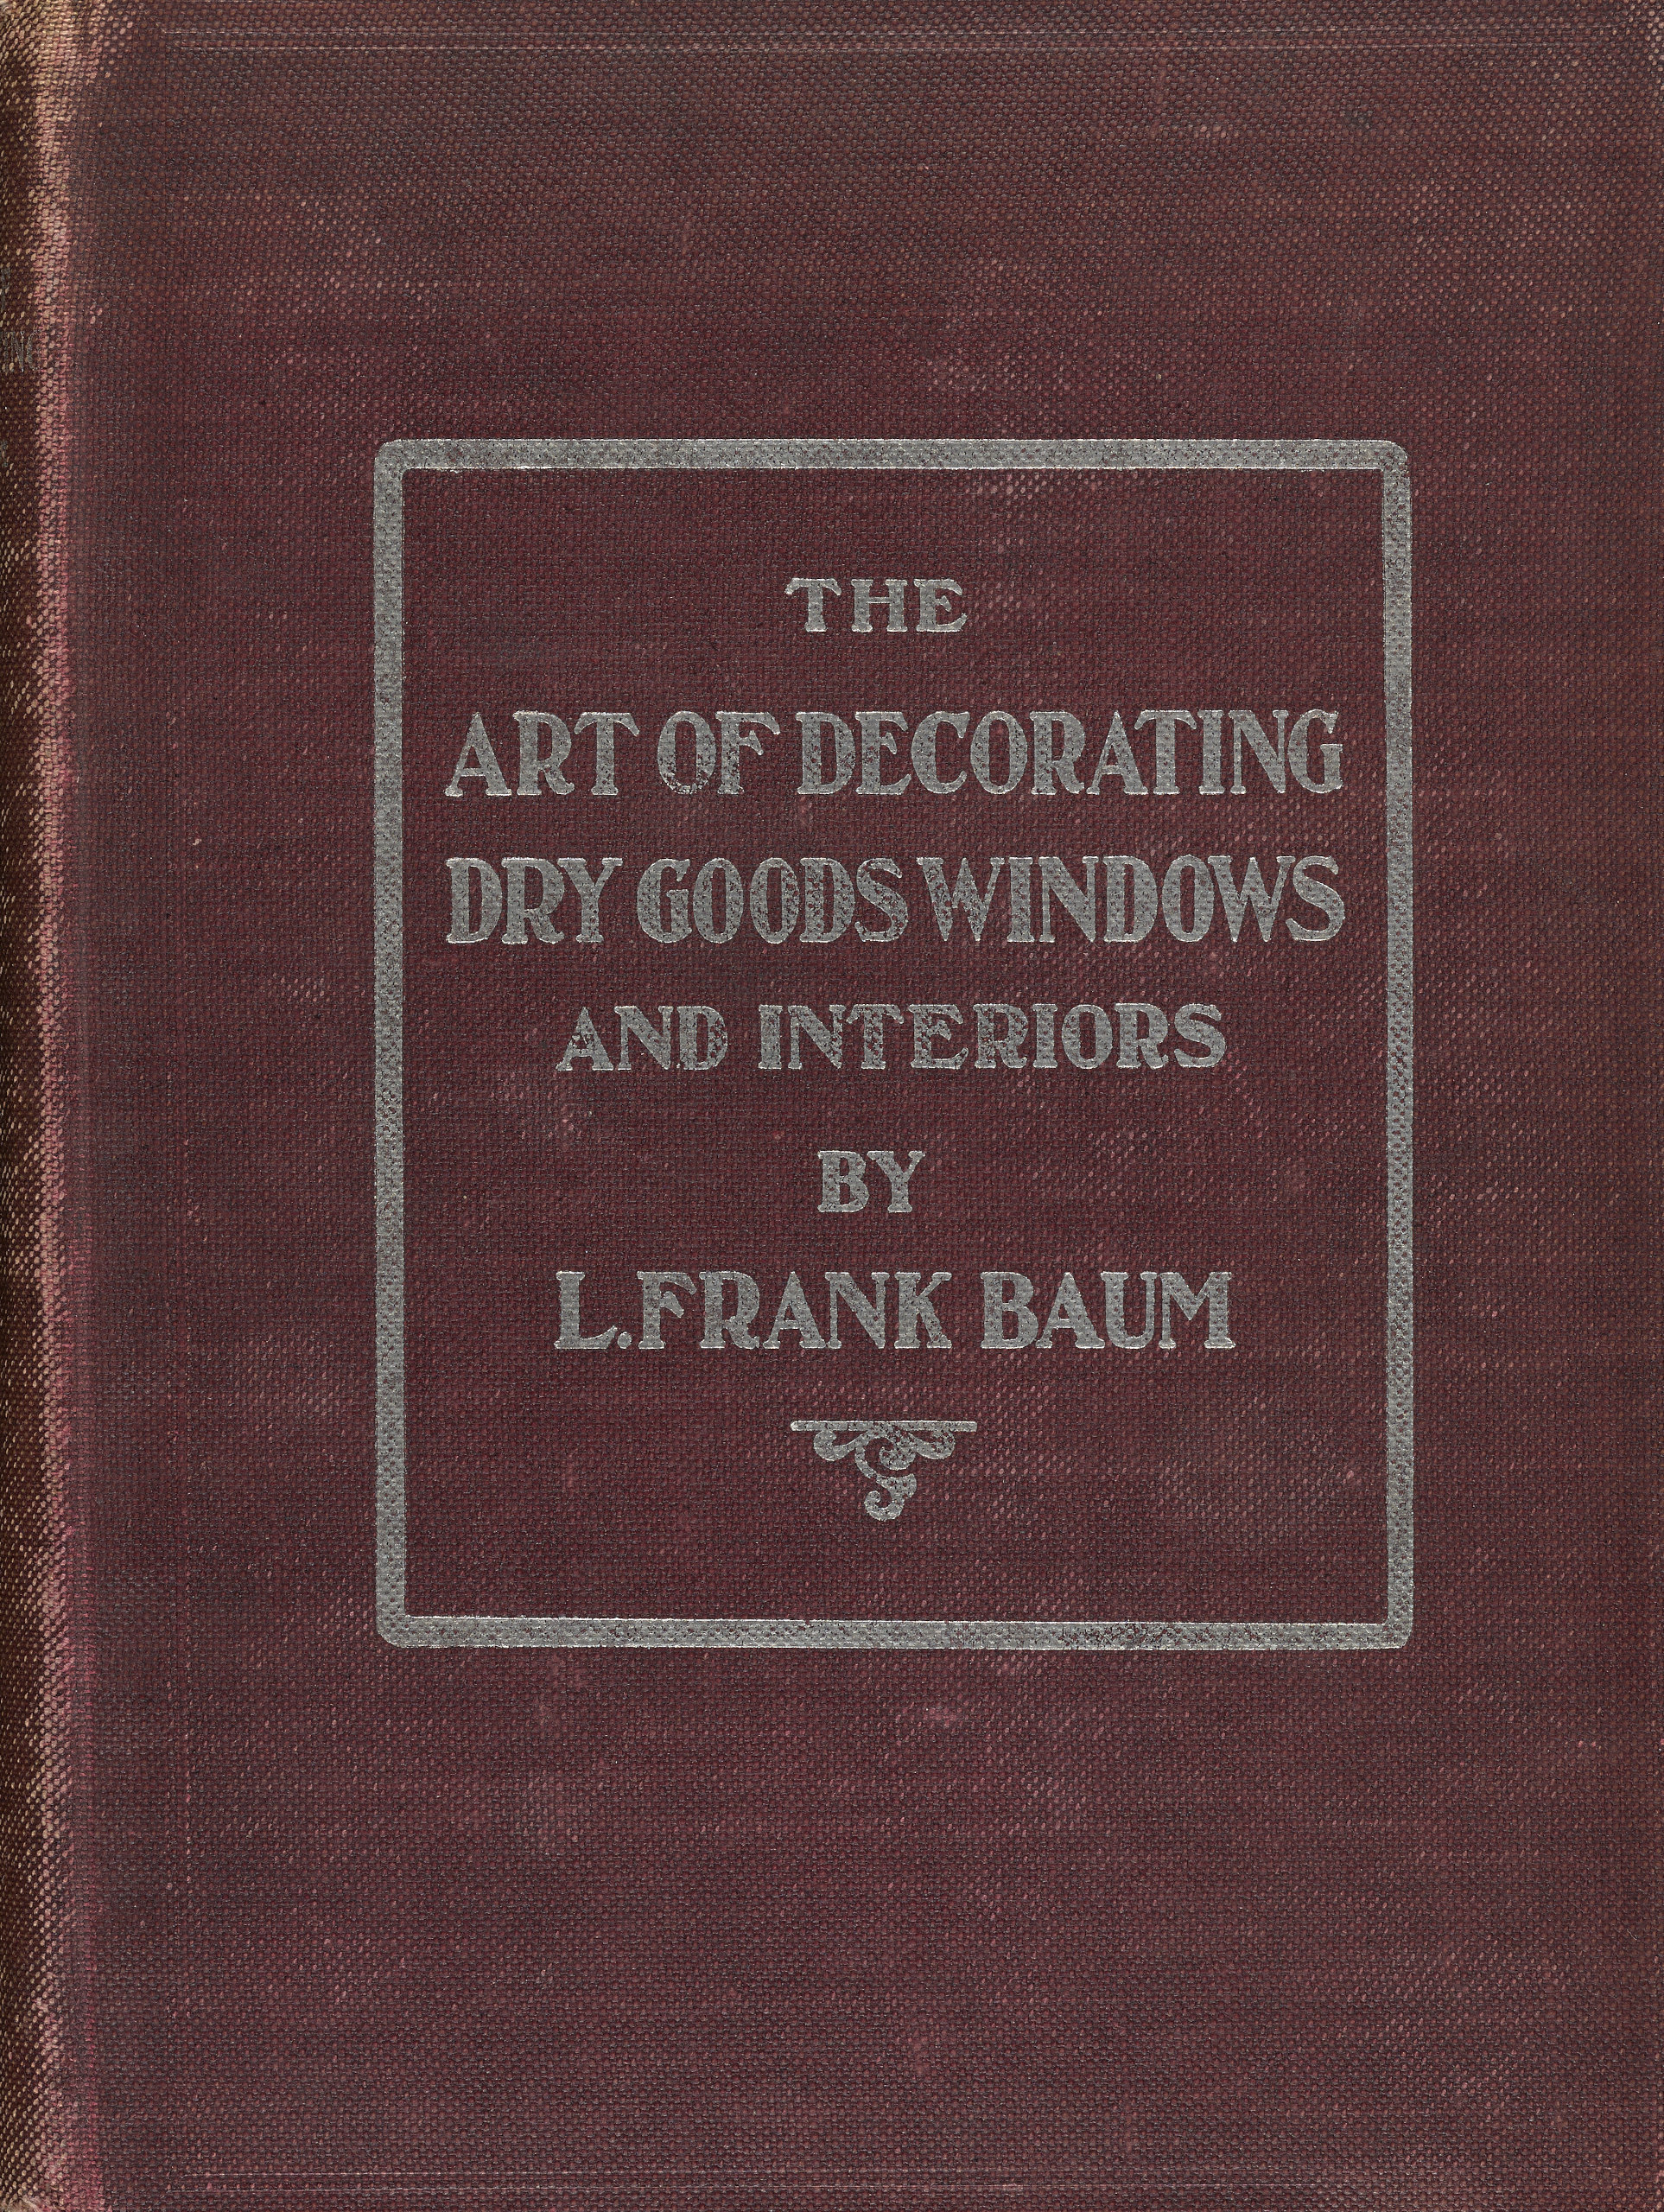 THE
ART OF DECORATING
DRY GOODS WINDOWS
AND INTERIORS
BY
L. FRANK BAUM